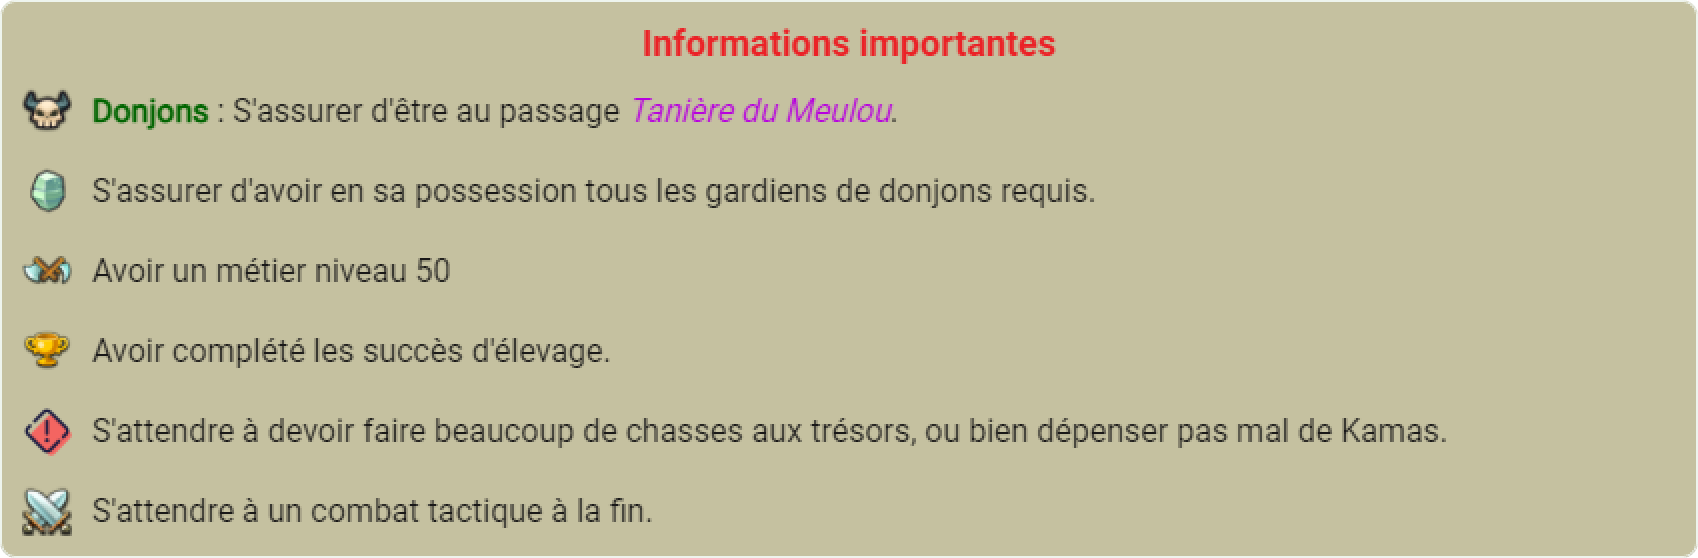 Informations importantes
Donjons : S'assurer d'être au passage Tanière du Meulou.
S'assurer d'avoir en sa possession tous les gardiens de donjons requis.
Avoir un métier niveau 50
Avoir complété les succès d'élevage.
S'attendre à devoir faire beaucoup de chasses aux trésors, ou bien dépenser pas mal de Kamas.
S'attendre à un combat tactique à la fin.